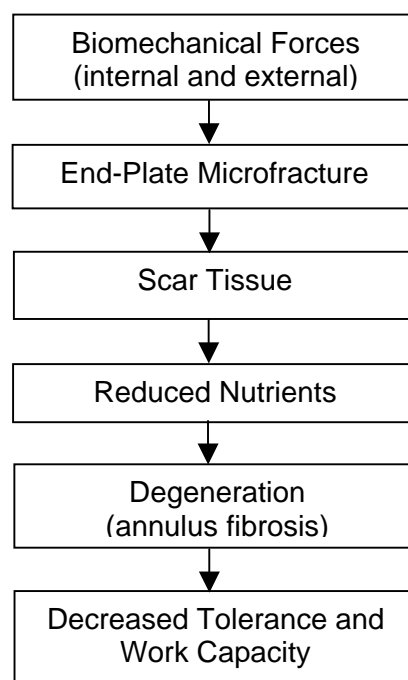 Biomechanical Forces
(internal and external)
End-Plate Microfracture
Scar Tissue
Reduced Nutrients
Degeneration
(annulus fibrosis)
Decreased Tolerance and
Work Capacity